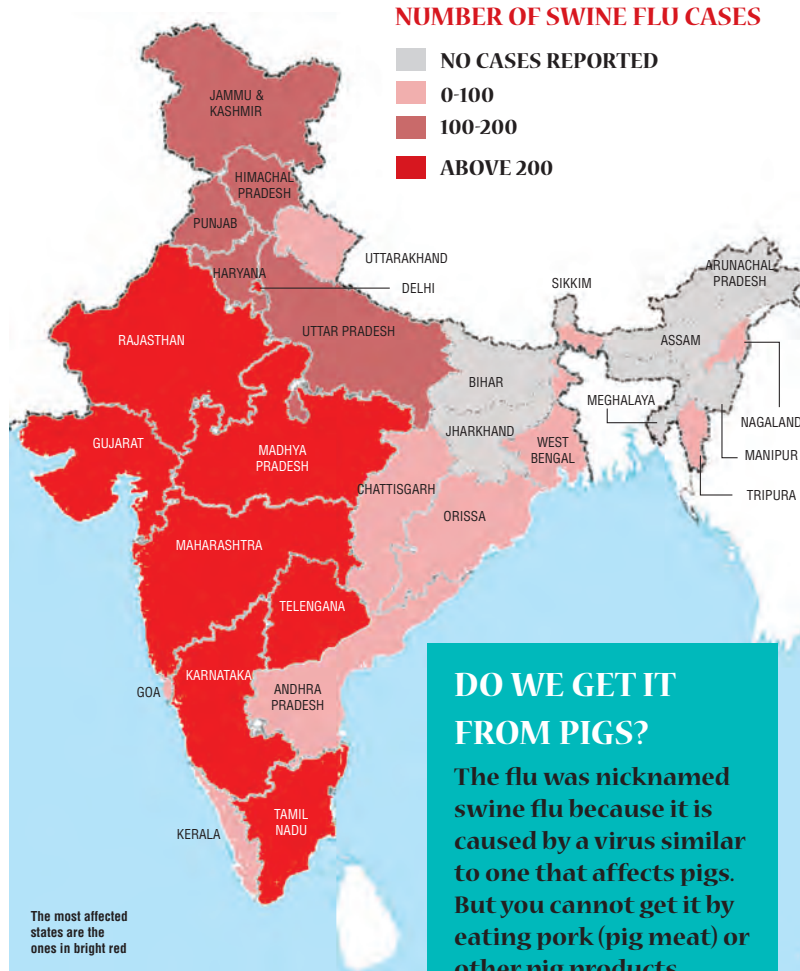 NUMBER OF SWINE FLU CASES
NO CASES REPORTED
0-100
100-200
ABOVE 200
JAMMU &
KASHMIR
HIMACHAL
PRADESH
PUNJAB
UTTARAKHAND
HARYANA
DELHI
SIKKIM
ARUNACHAL
PRADESH
RAJASTHAN
UTTAR PRADESH
ASSAM
BIHAR
MEGHALAYA
NAGALAND
JHARKHAND
GUJARAT
MADHYA
PRADESH
WEST
BENGAL
MANIPUR
CHATTISGARH
TRIPURA
ORISSA
MAHARASHTRA
TELENGANA
KARNATAKA
GOA
ANDHRA
PRADESH
TAMIL
NADU
KERALA
The most affected
states are the
ones in bright red
DO WE GET IT
FROM PIGS?
The flu was nicknamed
swine flu because it is
caused by a virus similar
to one that affects pigs.
But you cannot get it by
eating pork (pig meat) or
other pig products